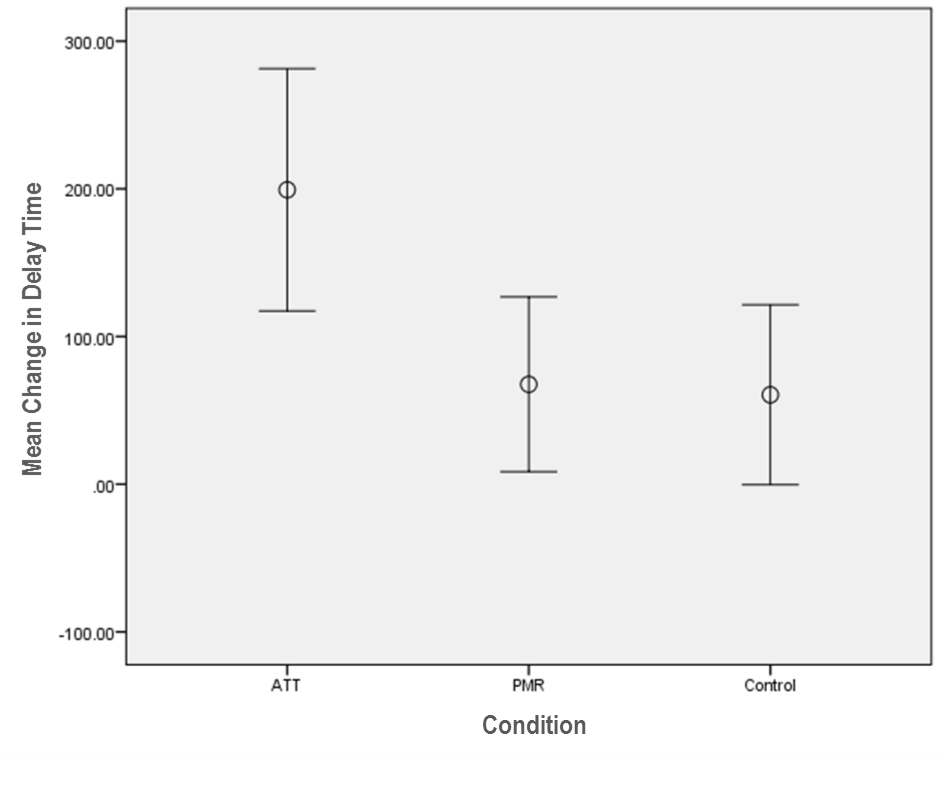 300.00
200.00
100.00
.00
-100.00
Mean Change in Delay Time
ATT PMR Control
Condition